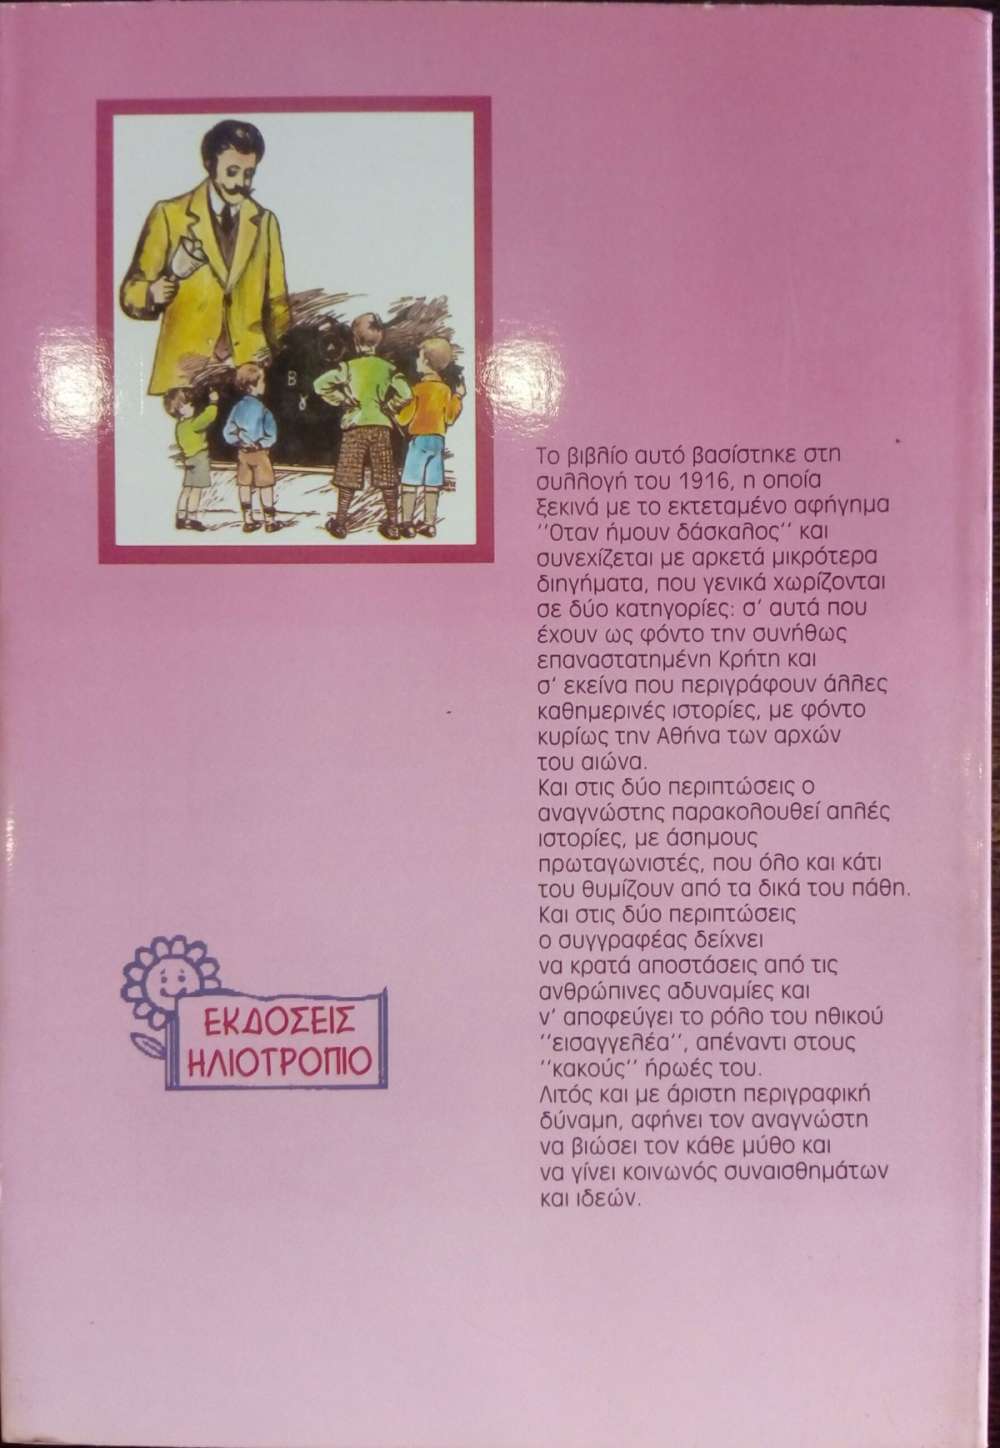 Β
γ
Το βιβλίο αυτό βασίστηκε στη
συλλογή του 1916, η οποία
ξεκινά με το εκτεταμένο αφήγημα
''Οταν ήμουν δάσκαλος'' και
συνεχίζεται με αρκετά μικρότερα
διηγήματα, που γενικά χωρίζονται
σε δύο κατηγορίες: σ' αυτά που
έχουν ως φόντο την συνήθως
επαναστατημένη Κρήτη και
σ' εκείνα που περιγράφουν άλλες
καθημερινές ιστορίες, με φόντο
κυρίως την Αθήνα των αρχών
του αιώνα.
Και στις δύο περιπτώσεις ο
αναγνώστης παρακολουθεί απλές
ιστορίες, με άσημους
πρωταγωνιστές, που όλο και κάτι
του θυμίζουν από τα δικά του πάθη.
Και στις δύο περιπτώσεις
ο συγγραφέας δείχνει
να κρατά αποστάσεις από τις
ανθρώπινες αδυναμίες και
ν' αποφεύγει το ρόλο του ηθικού
''εισαγγελέα'', απέναντι στους
''κακούς'' ήρωές του.
Λιτός και με άριστη περιγραφική
δύναμη, αφήνει τον αναγνώστη
να βιώσει τον κάθε μύθο και
να γίνει κοινωνός συναισθημάτων
και ιδεών.
ΕΚΔΟΣΕΙΣ
ΗΛΙΟΤΡΟΠΙΟ